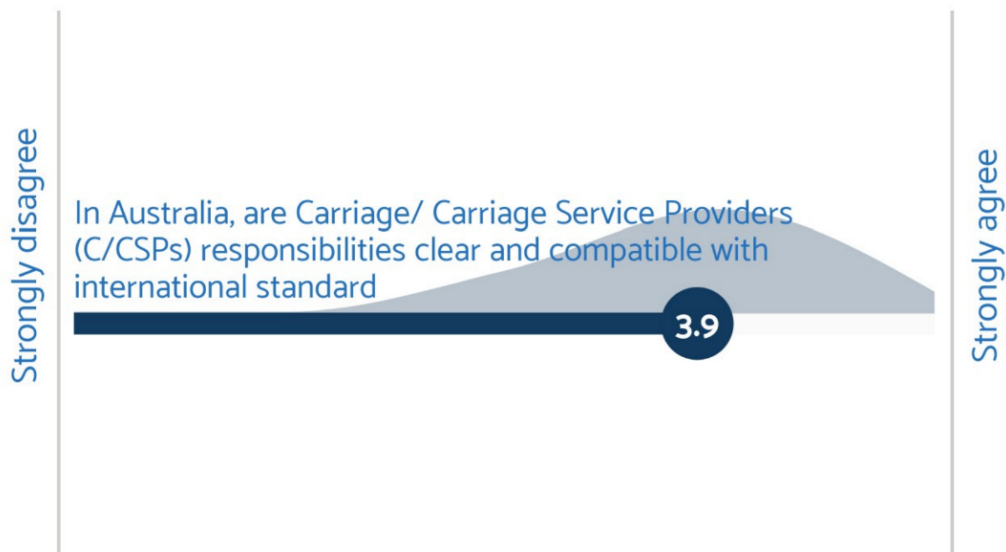 Strongly disagree
In Australia, are Carriage/ Carriage Service Providers
(C/CSPs) responsibilities clear and compatible with
international standard
3.9
Strongly agree